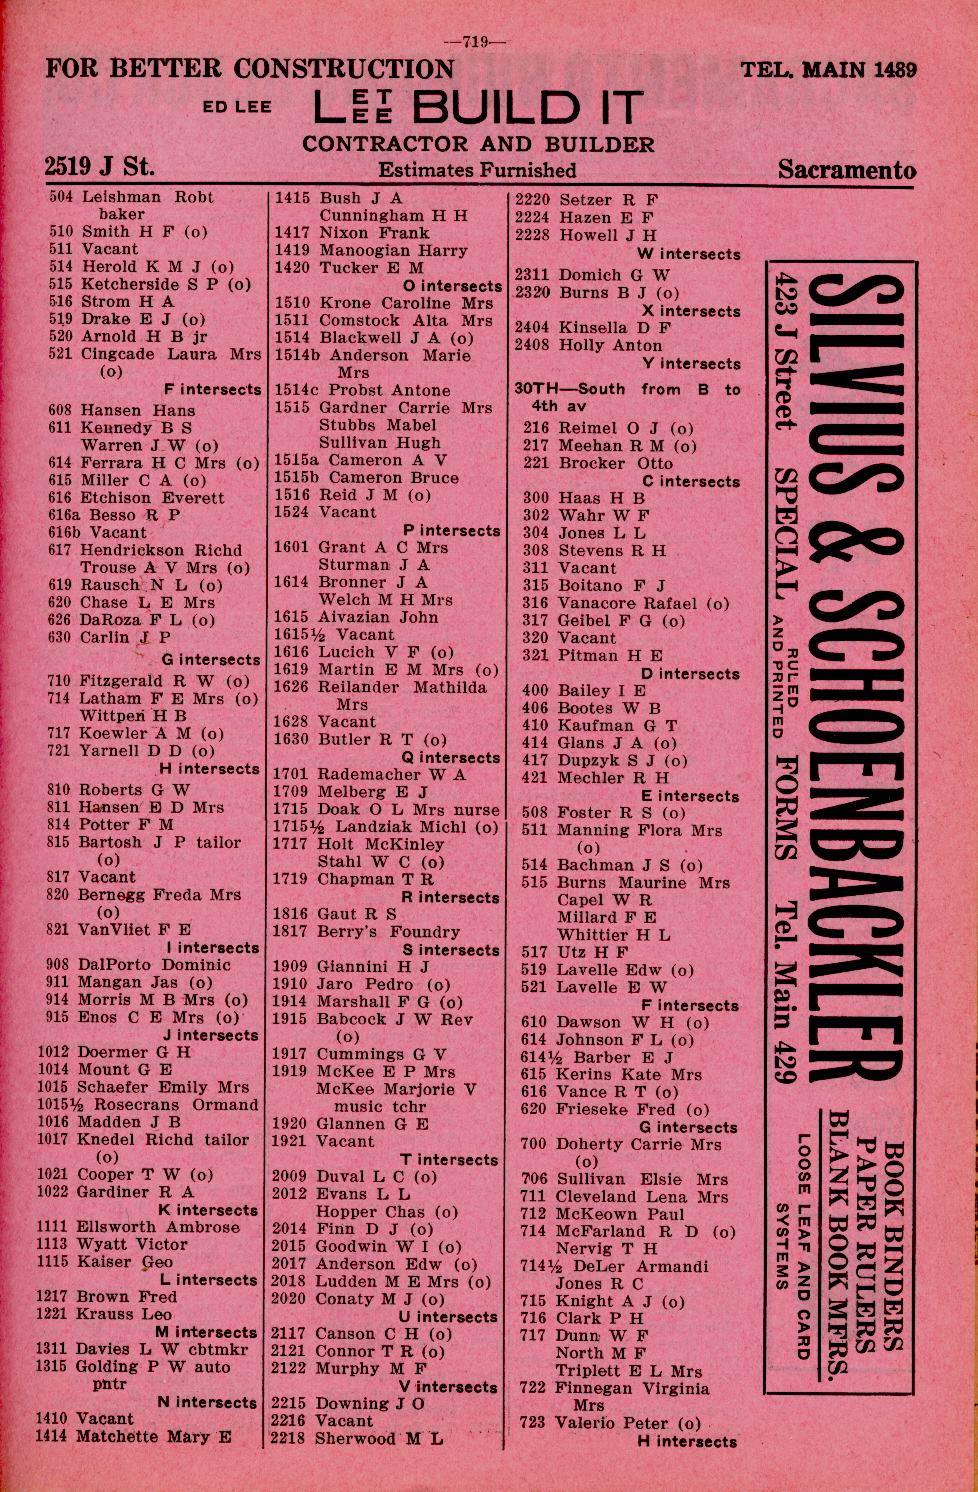 —719—
FOR BETTER CONSTRUCTION TEL. MAIN 1489
ED LEE LET LEE BUILD IT
CONTRACTOR AND BUILDER
2519 J St. Estimates Furnished Sacramento
504 Leishman Robt
baker
510 Smith H F (o)
511 Vacant
514 Herold K M J (o)
515 Ketcherside S P (o)
516 Strom H A
519 Drake E J (o)
520 Arnold H B jr
521 Cingcade Laura Mrs
(o)
F intersects
608 Hansen Hans
611 Kennedy B S
Warren J W (o)
614 Ferrara H C Mrs (o)
615 Miller C A (o)
616 Etchison Everett
616a Besso R P
616b Vacant
617 Hendrickson Richd
Trouse A V Mrs (o)
619 Rausch N L (o)
620 Chase L E Mrs
626 DaRoza F L (o)
630 Carlin J P
G intersects
710 Fitzgerald R W (o)
714 Latham F E Mrs (o)
Wittpen H B
717 Koewler A M (o)
721 Yarnell D D (o)
H intersects
810 Roberts G W
811 Hansen E D Mrs
814 Potter F M
815 Bartosh J P tailor
(o)
817 Vacant
820 Bernegg Freda Mrs
(o)
821 VanVliet F E
I intersects
908 DalPorto Dominic
911 Mangan Jas (o)
914 Morris M B Mrs (o)
915 Enos C E Mrs (o)
J intersects
1012 Doermer G H
1014 Mount G E
1015 Schaefer Emily Mrs
1015½ Rosecrans Ormand
1016 Madden J B
1017 Knedel Richd tailor
(o)
1021 Cooper T W (o)
1022 Gardiner R A
K intersects
1111 Ellsworth Ambrose
1113 Wyatt Victor
1115 Kaiser Geo
L intersects
1217 Brown Fred
1221 Krauss Leo
M intersects
1311 Davies L W cbtmkr
1315 Golding P W auto
pntr
N intersects
1410 Vacant
1414 Matchette Mary E
1415 Bush J A
Cunningham H H
1417 Nixon Frank
1419 Manoogian Harry
1420 Tucker E M
O intersects
1510 Krone Caroline Mrs
1511 Comstock Alta Mrs
1514 Blackwell J A (o)
1514b Anderson Marie
Mrs
1514c Probst Antone
1515 Gardner Carrie Mrs
Stubbs Mabel
Sullivan Hugh
1515a Cameron A V
1515b Cameron Bruce
1516 Reid J M (o)
1524 Vacant
P intersects
1601 Grant A C Mrs
Sturman J A
1614 Bronner J A
Welch M H Mrs
1615 Aivazian John
1615½ Vacant
1616 Lucich V F (o)
1619 Martin E M Mrs (o)
1626 Reilander Mathilda
Mrs
1628 Vacant
1630 Butler R T (o)
Q intersects
1701 Rademacher W A
1709 Melberg E J
1715 Doak O L Mrs nurse
1715½ Landziak Michl (o)
1717 Holt McKinley
Stahl W C (o)
1719 Chapman T R
R intersects
1816 Gaut R S
1817 Berry's Foundry
S intersects
1909 Giannini H J
1910 Jaro Pedro (o)
1914 Marshall F G (o)
1915 Babcock J W Rev
(o)
1917 Cummings G V
1919 McKee E P Mrs
McKee Marjorie V
music tchr
1920 Glannen G E
1921 Vacant
T intersects
2009 Duval L C (o)
2012 Evans L L
Hopper Chas (o)
2014 Finn D J (o)
2015 Goodwin W I (o)
2017 Anderson Edw (o)
2018 Ludden M E Mrs (o)
2020 Conaty M J (o)
U intersects
2117 Canson C H (o)
2121 Connor T R (o)
2122 Murphy M F
V intersects
2215 Downing J O
2216 Vacant
2218 Sherwood M L
2220 Setzer R F
2224 Hazen E F
2228 Howell J H
W intersects
2311 Domich G W
2320 Burns B J (o)
X intersects
2404 Kinsella D F
2408 Holly Anton
Y intersects
30TH—South from B to
4th av
216 Reimel O J (o)
217 Meehan R M (o)
221 Brocker Otto
C intersects
300 Haas H B
302 Wahr W F
304 Jones L L
308 Stevens R H
311 Vacant
315 Boitano F J
316 Vanacore Rafael (o)
317 Geibel F G (o)
320 Vacant
321 Pitman H E
D intersects
400 Bailey I E
406 Bootes W B
410 Kaufman G T
414 Glans J A (o)
417 Dupzyk S J (o)
421 Mechler R H
E intersects
508 Foster R S (o)
511 Manning Flora Mrs
(o)
514 Bachman J S (o)
515 Burns Maurine Mrs
Capel W R
Millard F E
Whittier H L
517 Utz H F
519 Lavelle Edw (o)
521 Lavelle E W
F intersects
610 Dawson W H (o)
614 Johnson F L (o)
614½ Barber E J
615 Kerins Kate Mrs
616 Vance R T (o)
620 Frieseke Fred (o)
G intersects
700 Doherty Carrie Mrs
(o)
706 Sullivan Elsie Mrs
711 Cleveland Lena Mrs
712 McKeown Paul
714 McFarland R D (o)
Nervig T H
714½ DeLer Armandi
Jones R C
715 Knight A J (o)
716 Clark P H
717 Dunn W F
North M F
Triplett E L Mrs
722 Finnegan Virginia
Mrs
723 Valerio Peter (o)
H intersects
SILVIUS & SCHOENBACKLER
423 J Street SPECIAL RULED AND PRINTED FORMS Tel. Main 429
BOOK BINDERS
PAPER RULERS
BLANK BOOK MFRS.
LOOSE LEAF AND CARD
SYSTEMS